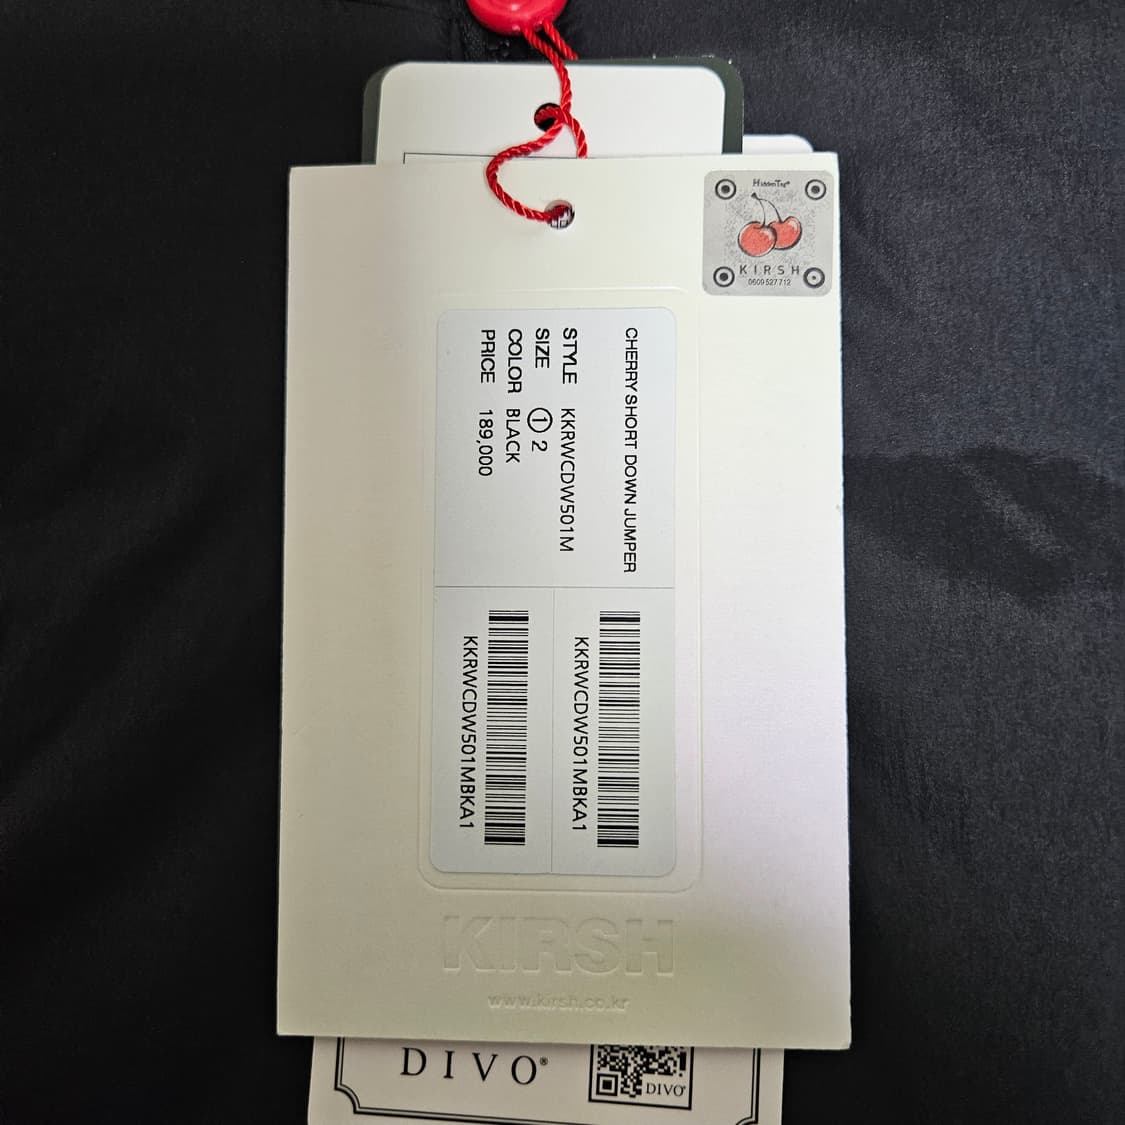 HiddenTag®
KIRSH
0609 527 712
CHERRY SHORT DOWN JUMPER
STYLE KKRWCDW501M
SIZE ① 2
COLOR BLACK
PRICE 189,000
KKRWCDW501MBKA1
KKRWCDW501MBKA1
KIRSH
www.kirsh.co.kr
DIVO®
DIVO®